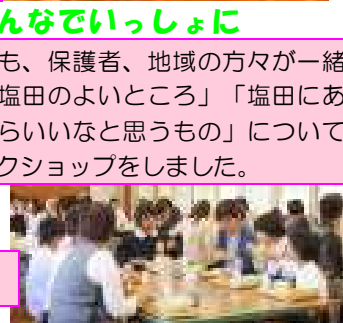 んなでいっしょに
も、保護者、地域の方々が一緒
塩田のよいところ」「塩田にあ
らいいなと思うもの」について
クショップをしました。